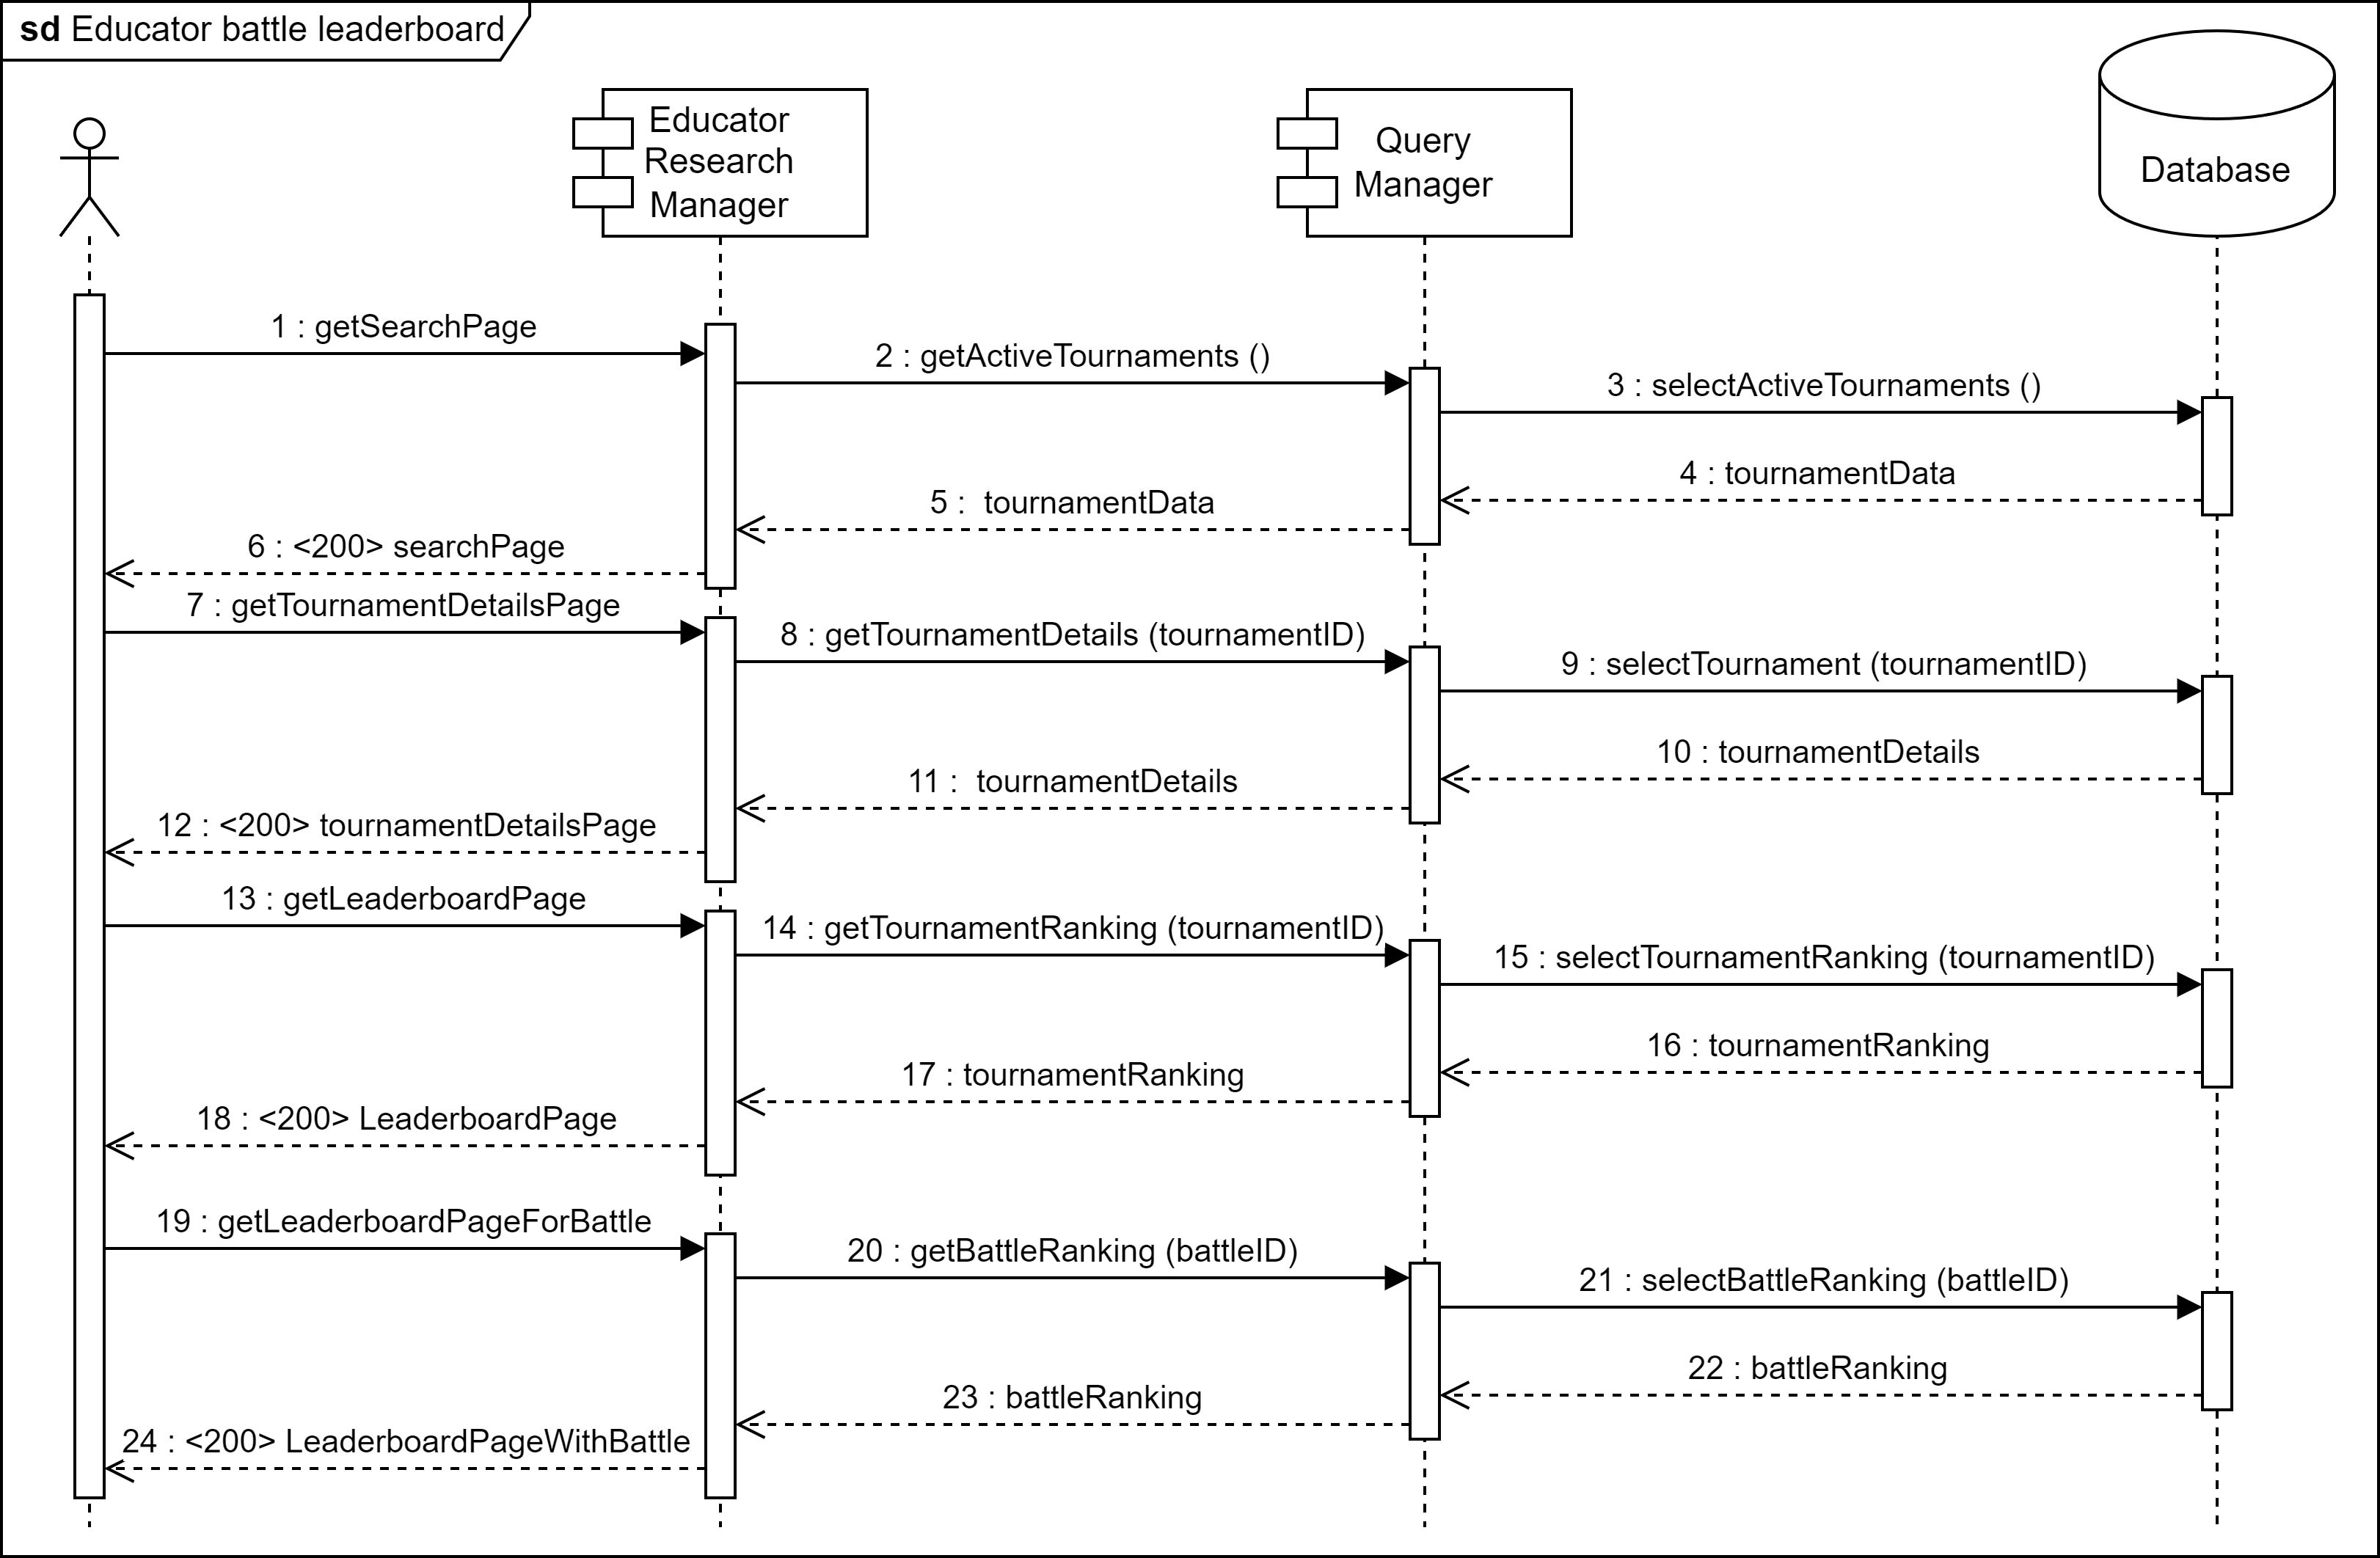 sd Educator battle leaderboard
Educator
Research
Manager
Query
Manager
Database
1 : getSearchPage
2 : getActiveTournaments ()
3 : selectActiveTournaments ()
4 : tournamentData
5 :  tournamentData
6 : <200> searchPage
7 : getTournamentDetailsPage
8 : getTournamentDetails (tournamentID)
9 : selectTournament (tournamentID)
10 : tournamentDetails
11 :  tournamentDetails
12 : <200> tournamentDetailsPage
13 : getLeaderboardPage
14 : getTournamentRanking (tournamentID)
15 : selectTournamentRanking (tournamentID)
16 : tournamentRanking
17 : tournamentRanking
18 : <200> LeaderboardPage
19 : getLeaderboardPageForBattle
20 : getBattleRanking (battleID)
21 : selectBattleRanking (battleID)
22 : battleRanking
23 : battleRanking
24 : <200> LeaderboardPageWithBattle